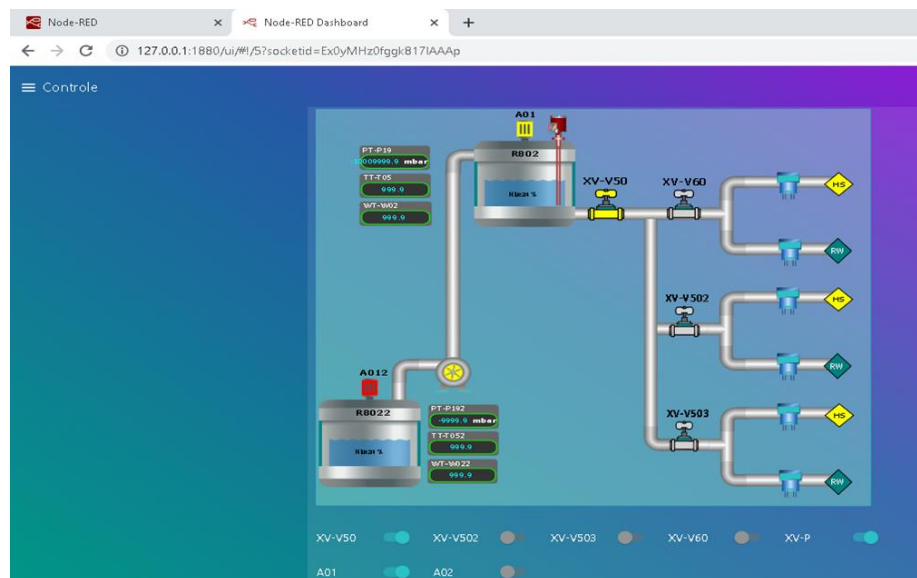 Node-RED
Node-RED Dashboard
127.0.0.1:1880/ui/#!/5?socketid=Ex0yMHz0fggk817lAAAp
Controle
A01
PT-P19
mbar
R802
TT-T05
999.9
XV-V50
XV-V60
HS
WT-W02
999.9
RW
XV-V502
HS
RW
A012
R8022
PT-P192
-9999.9 mbar
XV-V503
HS
TT-T052
999.9
WT-W022
999.9
RW
XV-V50
XV-V502
XV-V503
XV-V60
XV-P
A01
A02